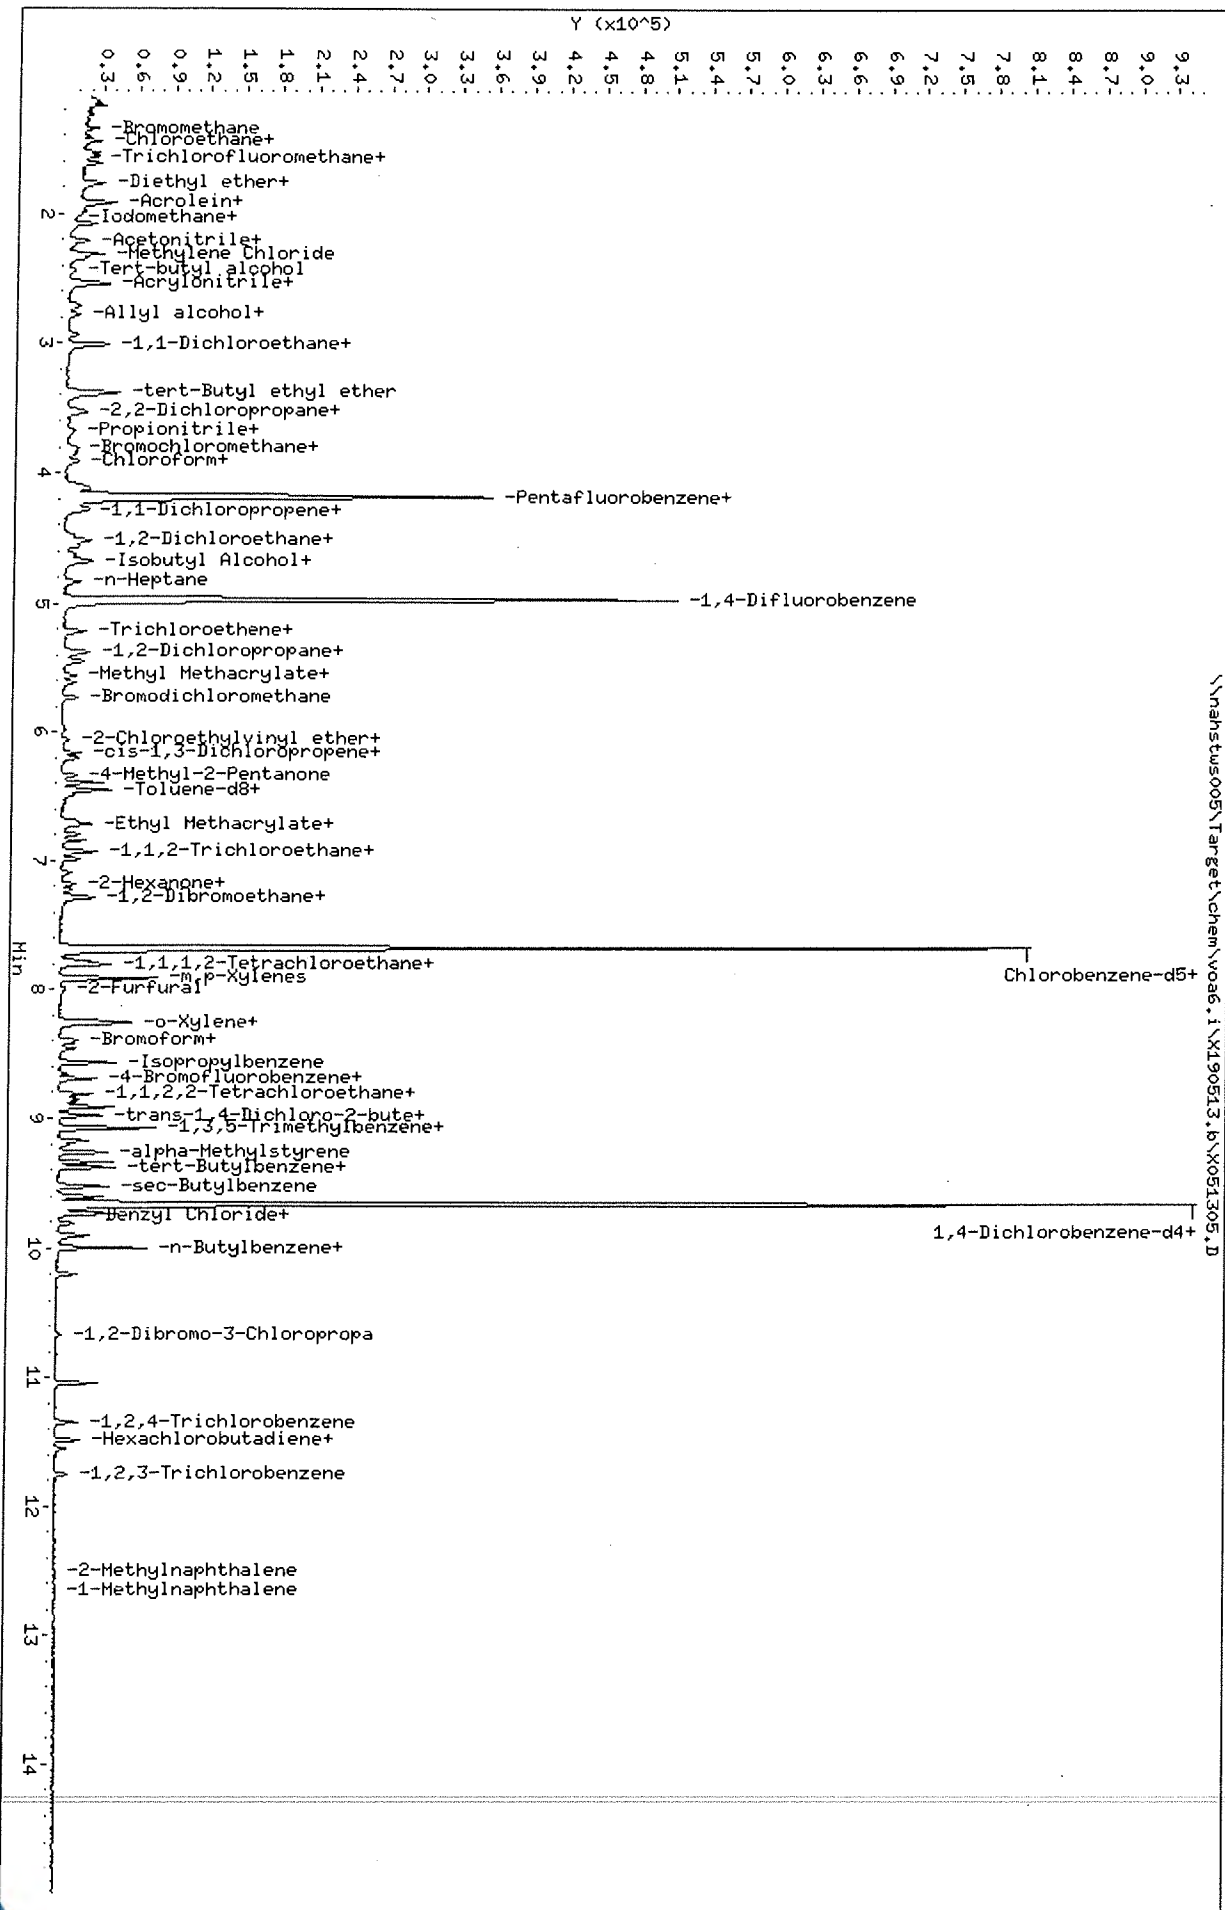 Y (x10^5)
0.3
0.6
0.9
1.2
1.5
1.8
2.1
2.4
2.7
3.0
3.3
3.6
3.9
4.2
4.5
4.8
5.1
5.4
5.7
6.0
6.3
6.6
6.9
7.2
7.5
7.8
8.1
8.4
8.7
9.0
9.3
\\nahstws005\Target\chem\voa6.i\X190513.b\X051305.D
-Bromomethane
-Chloroethane+
-Trichlorofluoromethane+
-Diethyl ether+
-Acrolein+
2
-Iodomethane+
-Acetonitrile+
-Methylene Chloride
-Tert-butyl alcohol
-Acrylonitrile+
-Allyl alcohol+
3
-1,1-Dichloroethane+
-tert-Butyl ethyl ether
-2,2-Dichloropropane+
-Propionitrile+
-Bromochloromethane+
-Chloroform+
4
-Pentafluorobenzene+
-1,1-Dichloropropene+
-1,2-Dichloroethane+
-Isobutyl Alcohol+
-n-Heptane
5
-1,4-Difluorobenzene
-Trichloroethene+
-1,2-Dichloropropane+
-Methyl Methacrylate+
-Bromodichloromethane
6
-2-Chloroethylvinyl ether+
-cis-1,3-Dichloropropene+
-4-Methyl-2-Pentanone
-Toluene-d8+
-Ethyl Methacrylate+
-1,1,2-Trichloroethane+
7
-2-Hexanone+
-1,2-Dibromoethane+
Min
Chlorobenzene-d5+
-1,1,1,2-Tetrachloroethane+
-m,p-Xylenes
8
-2-Furfural
-o-Xylene+
-Bromoform+
-Isopropylbenzene
-4-Bromofluorobenzene+
-1,1,2,2-Tetrachloroethane+
9
-trans-1,4-Dichloro-2-bute+
-1,3,5-Trimethylbenzene+
-alpha-Methylstyrene
-tert-Butylbenzene+
-sec-Butylbenzene
-Benzyl Chloride+
1,4-Dichlorobenzene-d4+
10
-n-Butylbenzene+
-1,2-Dibromo-3-Chloropropa
11
-1,2,4-Trichlorobenzene
-Hexachlorobutadiene+
-1,2,3-Trichlorobenzene
12
-2-Methylnaphthalene
-1-Methylnaphthalene
13
14